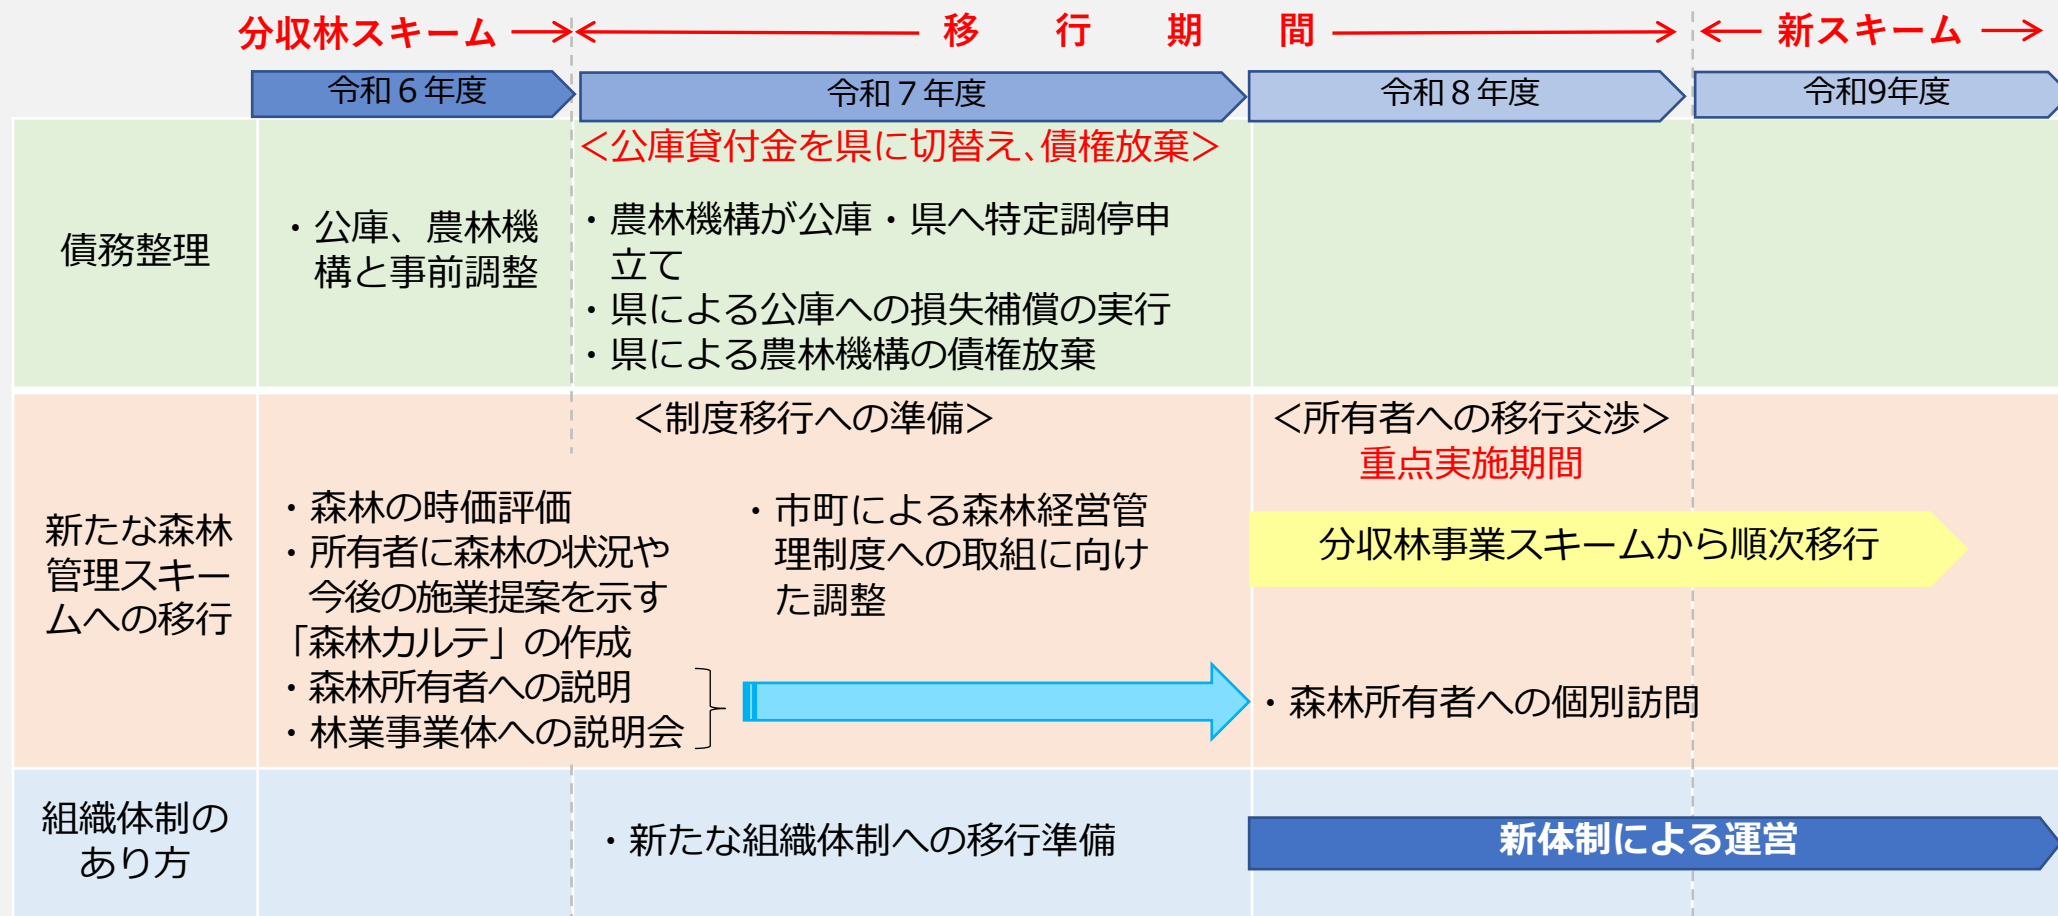 分収林スキーム
移行期間
新スキーム
令和６年度
令和７年度
令和８年度
令和9年度
債務整理
・公庫、農林機
構と事前調整
＜公庫貸付金を県に切替え、債権放棄＞
・農林機構が公庫・県へ特定調停申
立て
・県による公庫への損失補償の実行
・県による農林機構の債権放棄
新たな森林
管理スキー
ムへの移行
＜制度移行への準備＞
・森林の時価評価
・所有者に森林の状況や
今後の施業提案を示す
「森林カルテ」の作成
・森林所有者への説明
・林業事業体への説明会
・市町による森林経営管
理制度への取組に向け
た調整
＜所有者への移行交渉＞
重点実施期間
分収林事業スキームから順次移行
・森林所有者への個別訪問
組織体制の
あり方
・新たな組織体制への移行準備
新体制による運営